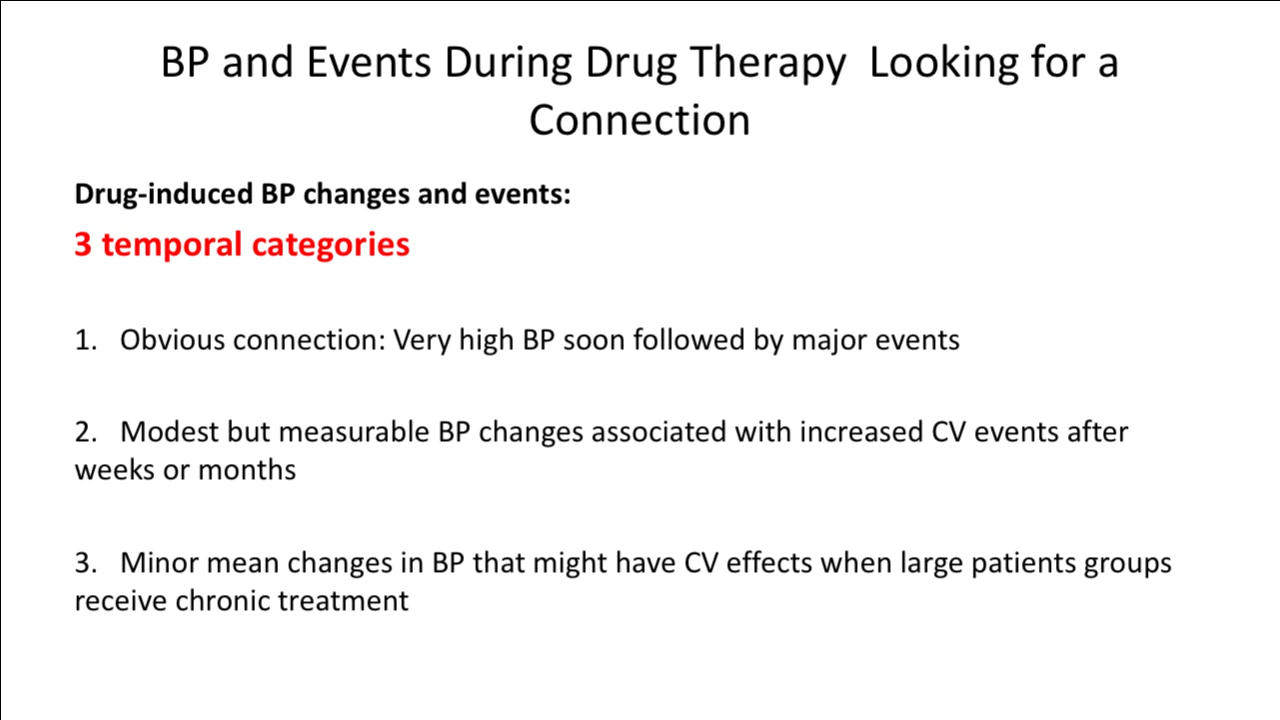 BP and Events During Drug Therapy  Looking for a
Connection
Drug-induced BP changes and events:
3 temporal categories
1.   Obvious connection: Very high BP soon followed by major events
2.   Modest but measurable BP changes associated with increased CV events after
weeks or months
3.   Minor mean changes in BP that might have CV effects when large patients groups
receive chronic treatment